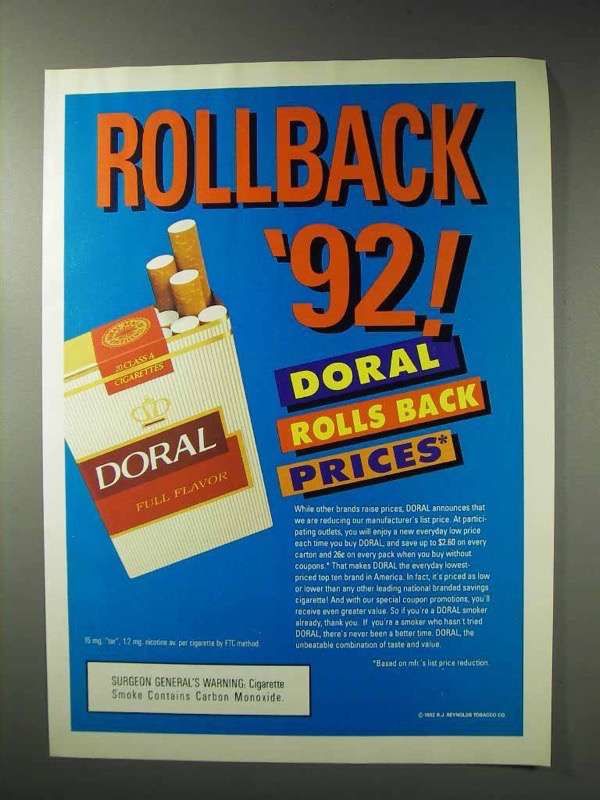 ROLLBACK
'92!
DORAL
ROLLS BACK
PRICES*
20 CLASS A
CIGARETTES
DORAL
FULL FLAVOR
While other brands raise prices, DORAL announces that
we are reducing our manufacturer's list price. At partici-
pating outlets, you will enjoy a new everyday low price
each time you buy DORAL, and save up to $2.60 on every
carton and 26¢ on every pack when you buy without
coupons.* That makes DORAL the everyday lowest-
priced top ten brand in America. In fact, it's priced as low
or lower than any other leading national branded savings
cigarette! And with our special coupon promotions, you'll
receive even greater value. So if you're a DORAL smoker
already, thank you. If you're a smoker who hasn't tried
DORAL, there's never been a better time. DORAL, the
unbeatable combination of taste and value.
*Based on mfr.'s list price reduction.
15 mg. "tar", 1.2 mg. nicotine av. per cigarette by FTC method.
SURGEON GENERAL'S WARNING: Cigarette
Smoke Contains Carbon Monoxide.
© 1992 R.J. REYNOLDS TOBACCO CO.